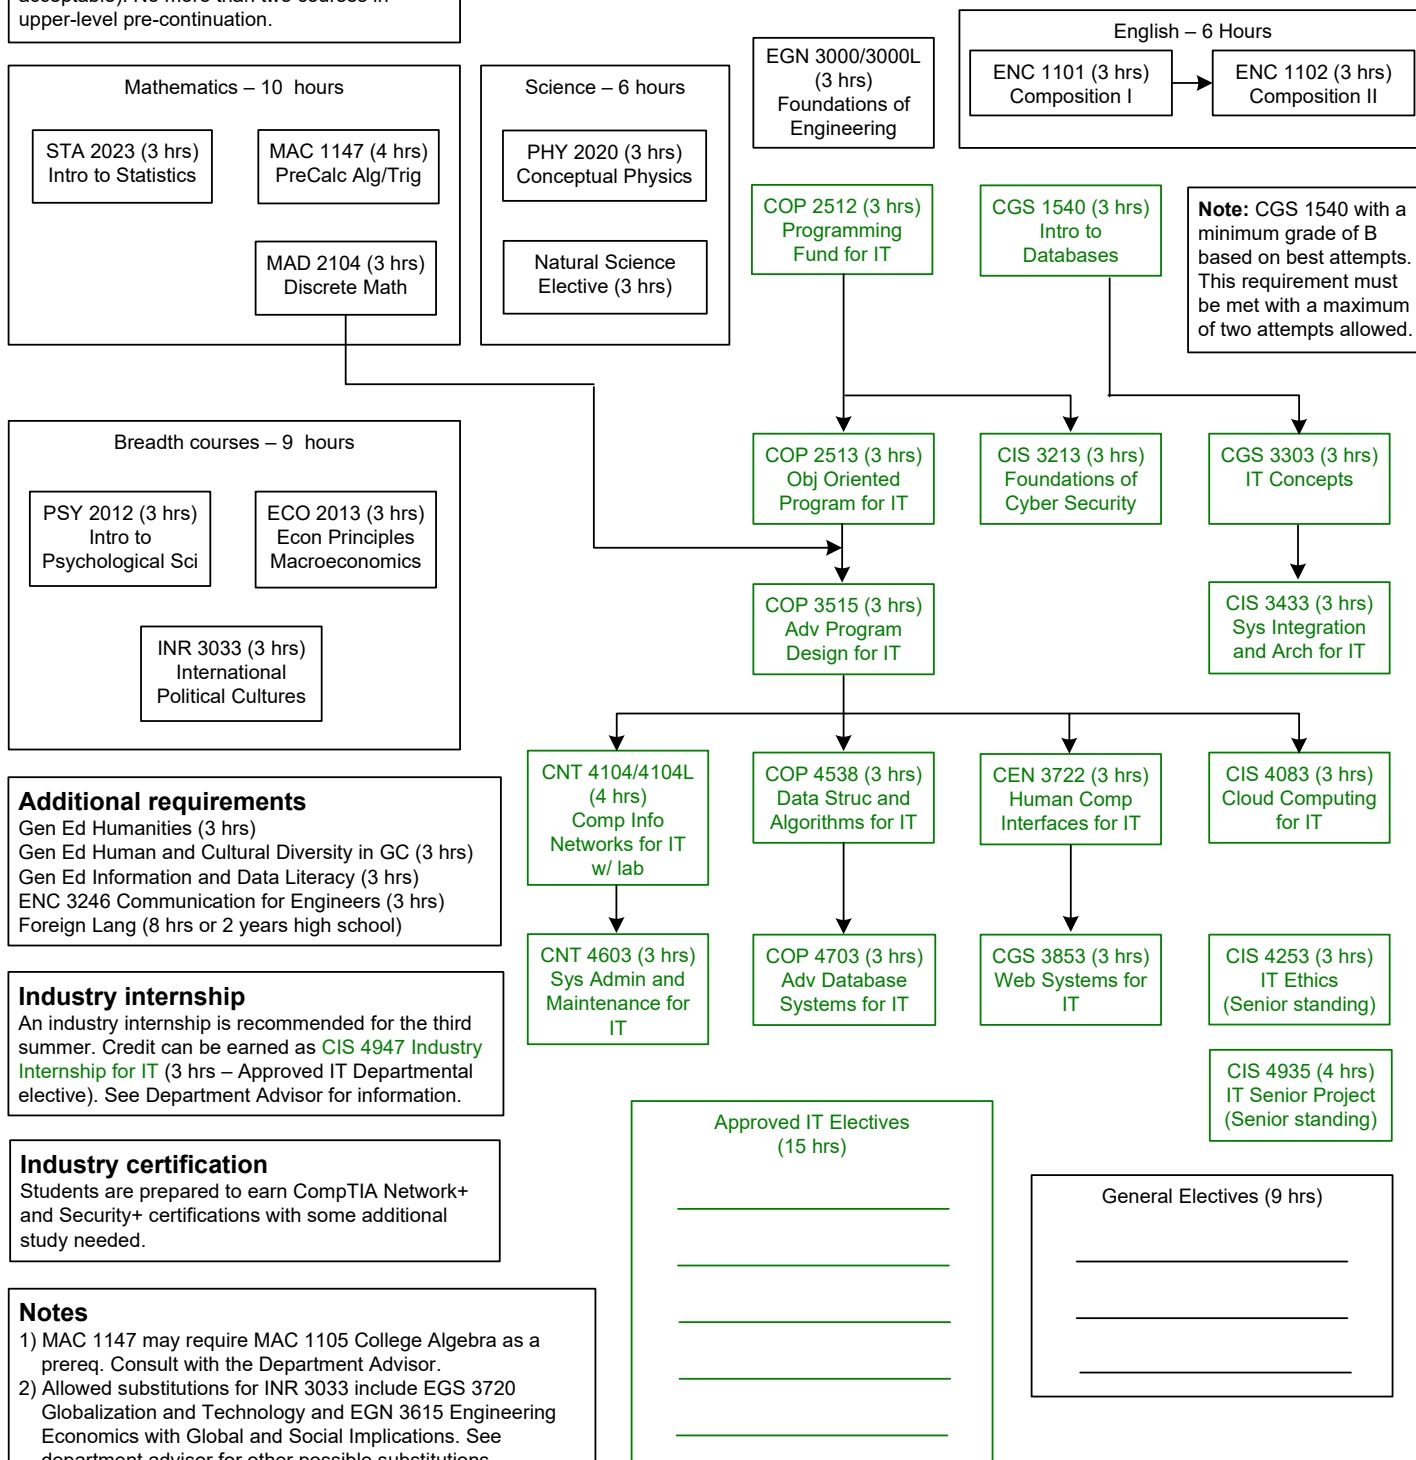 acceptable). No more than two courses in
upper-level pre-continuation.
English – 6 Hours
ENC 1101 (3 hrs)
Composition I
ENC 1102 (3 hrs)
Composition II
EGN 3000/3000L
(3 hrs)
Foundations of
Engineering
Mathematics – 10 hours
STA 2023 (3 hrs)
Intro to Statistics
MAC 1147 (4 hrs)
PreCalc Alg/Trig
MAD 2104 (3 hrs)
Discrete Math
Science – 6 hours
PHY 2020 (3 hrs)
Conceptual Physics
Natural Science
Elective (3 hrs)
COP 2512 (3 hrs)
Programming
Fund for IT
CGS 1540 (3 hrs)
Intro to
Databases
Note: CGS 1540 with a
minimum grade of B
based on best attempts.
This requirement must
be met with a maximum
of two attempts allowed.
Breadth courses – 9 hours
PSY 2012 (3 hrs)
Intro to
Psychological Sci
ECO 2013 (3 hrs)
Econ Principles
Macroeconomics
INR 3033 (3 hrs)
International
Political Cultures
COP 2513 (3 hrs)
Obj Oriented
Program for IT
CIS 3213 (3 hrs)
Foundations of
Cyber Security
CGS 3303 (3 hrs)
IT Concepts
COP 3515 (3 hrs)
Adv Program
Design for IT
CIS 3433 (3 hrs)
Sys Integration
and Arch for IT
CNT 4104/4104L
(4 hrs)
Comp Info
Networks for IT
w/ lab
COP 4538 (3 hrs)
Data Struc and
Algorithms for IT
CEN 3722 (3 hrs)
Human Comp
Interfaces for IT
CIS 4083 (3 hrs)
Cloud Computing
for IT
Additional requirements
Gen Ed Humanities (3 hrs)
Gen Ed Human and Cultural Diversity in GC (3 hrs)
Gen Ed Information and Data Literacy (3 hrs)
ENC 3246 Communication for Engineers (3 hrs)
Foreign Lang (8 hrs or 2 years high school)
CNT 4603 (3 hrs)
Sys Admin and
Maintenance for
IT
COP 4703 (3 hrs)
Adv Database
Systems for IT
CGS 3853 (3 hrs)
Web Systems for
IT
CIS 4253 (3 hrs)
IT Ethics
(Senior standing)
Industry internship
An industry internship is recommended for the third
summer. Credit can be earned as CIS 4947 Industry
Internship for IT (3 hrs – Approved IT Departmental
elective). See Department Advisor for information.
CIS 4935 (4 hrs)
IT Senior Project
(Senior standing)
Approved IT Electives
(15 hrs)
Industry certification
Students are prepared to earn CompTIA Network+
and Security+ certifications with some additional
study needed.
General Electives (9 hrs)
Notes
1) MAC 1147 may require MAC 1105 College Algebra as a
prereq. Consult with the Department Advisor.
2) Allowed substitutions for INR 3033 include EGS 3720
Globalization and Technology and EGN 3615 Engineering
Economics with Global and Social Implications. See
department advisor for other possible substitutions